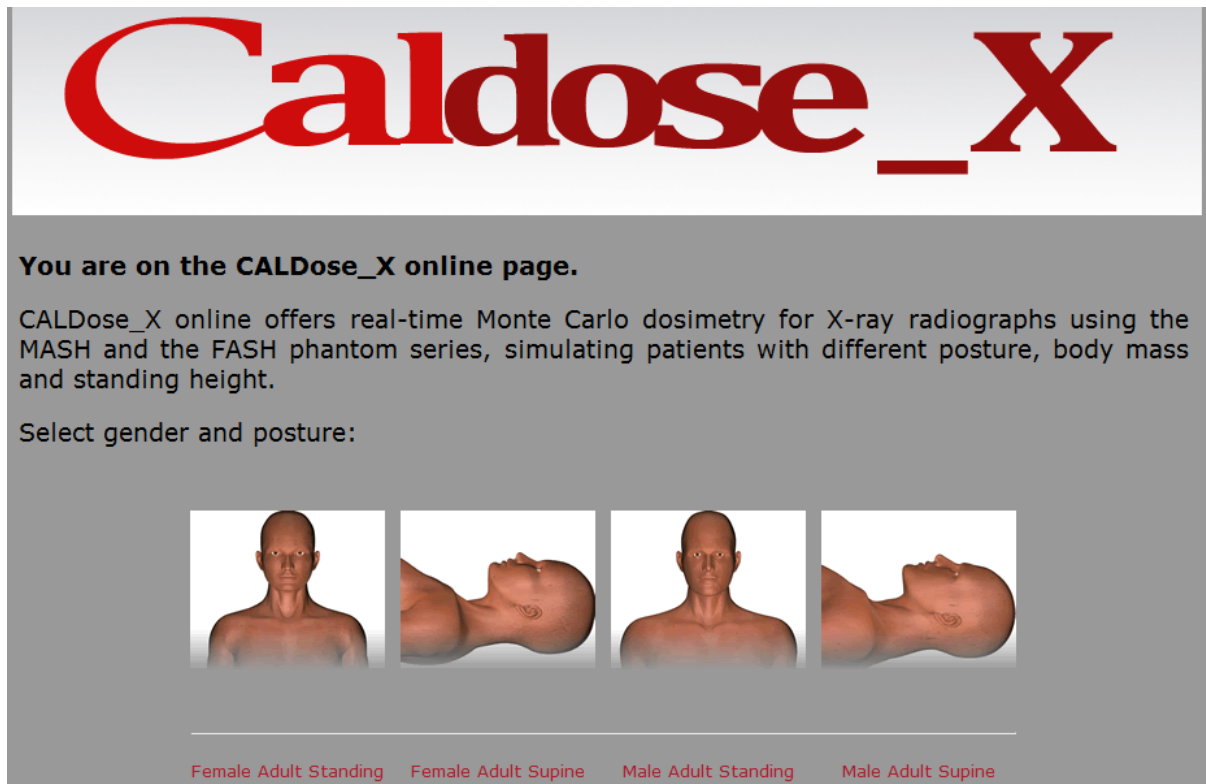 Caldose_X
You are on the CALDose_X online page.
CALDose_X online offers real-time Monte Carlo dosimetry for X-ray radiographs using the
MASH and the FASH phantom series, simulating patients with different posture, body mass
and standing height.
Select gender and posture:
Female Adult Standing
Female Adult Supine
Male Adult Standing
Male Adult Supine